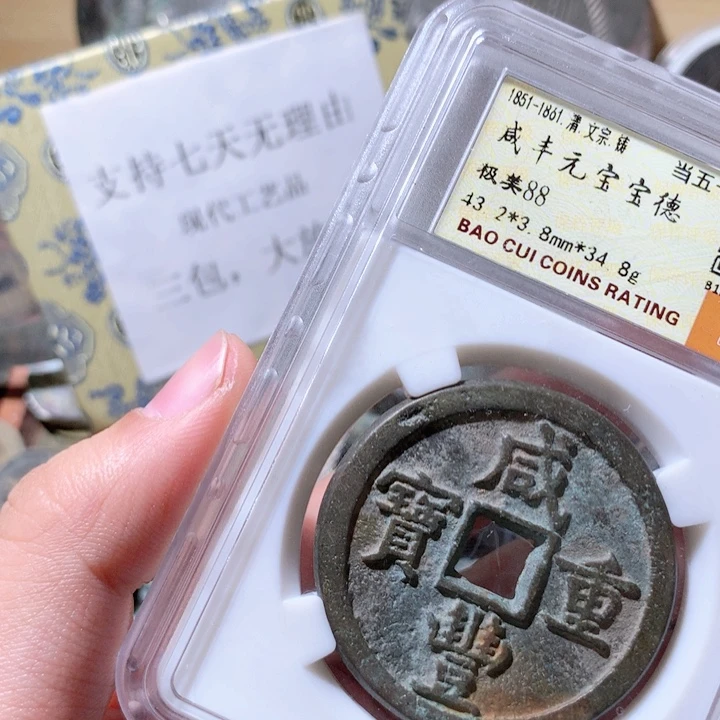 支持七天无理由
现代工艺品
三包，大
1851-1861.清.文宗.铸
咸丰元宝宝德 当五
极美88
43.2*3.8mm*34.8g
BAO CUI COINS RATING
咸豐重寶